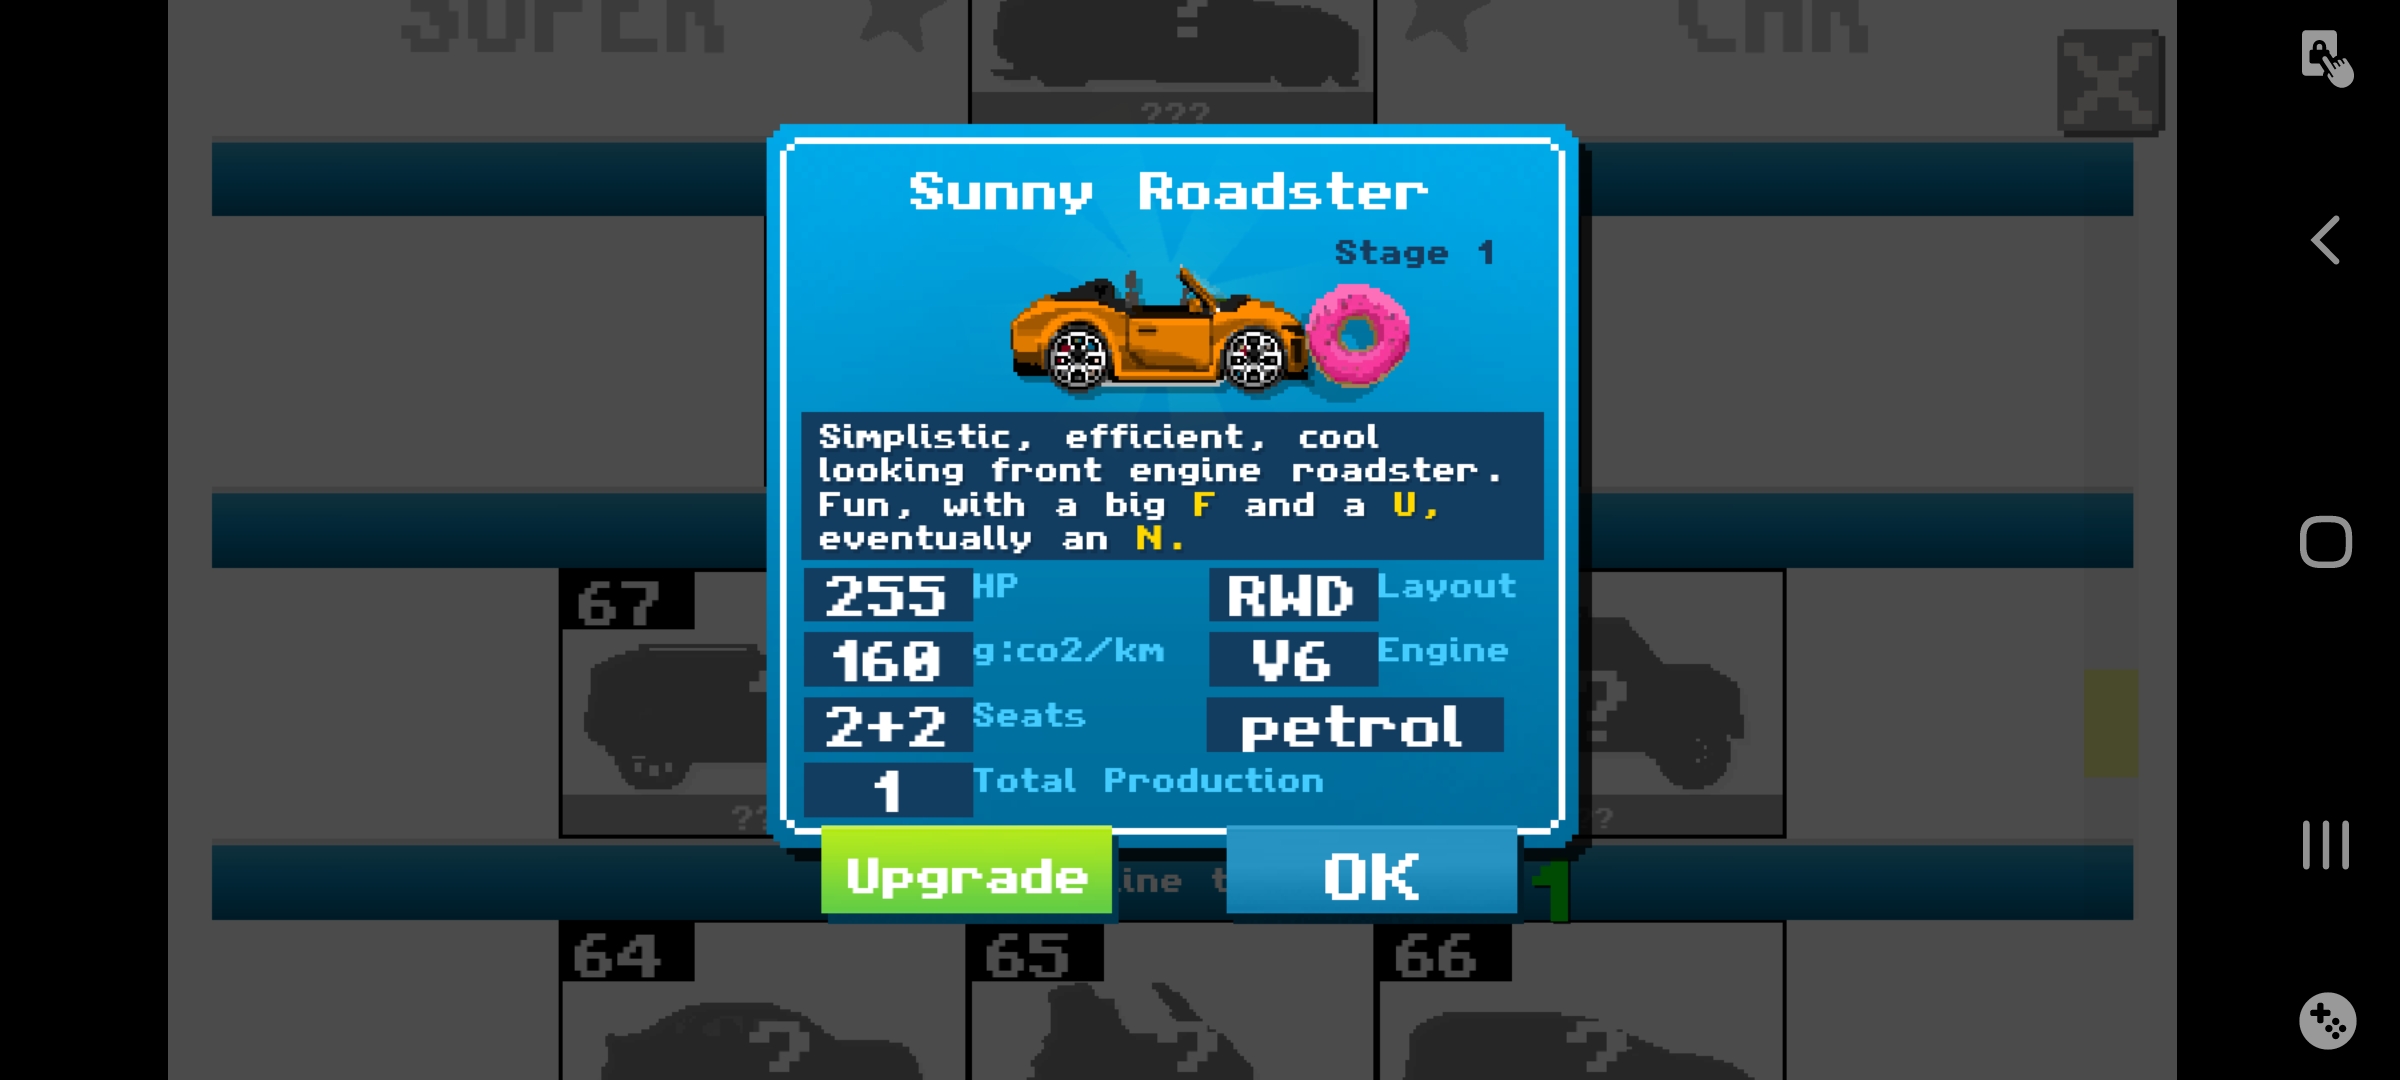 SUPER
CAR
???
Sunny Roadster
Stage 1
Simplistic, efficient, cool
looking front engine roadster.
Fun, with a big F and a U,
eventually an N.
255 HP
RWD Layout
160 g:co2/km
V6 Engine
2+2 Seats
petrol
1 Total Production
67
??
??
Upgrade
OK
1
64
?
65
?
66
?